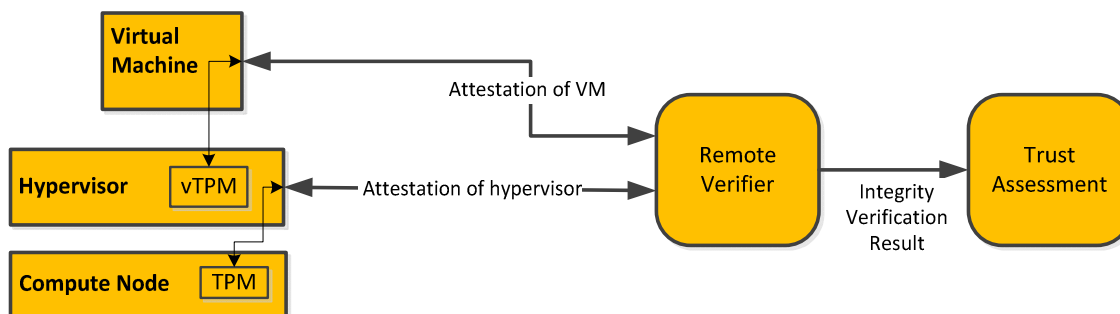 Virtual
Machine
Attestation of VM
Hypervisor
vTPM
Attestation of hypervisor
Remote
Verifier
Integrity
Verification
Result
Trust
Assessment
Compute Node
TPM